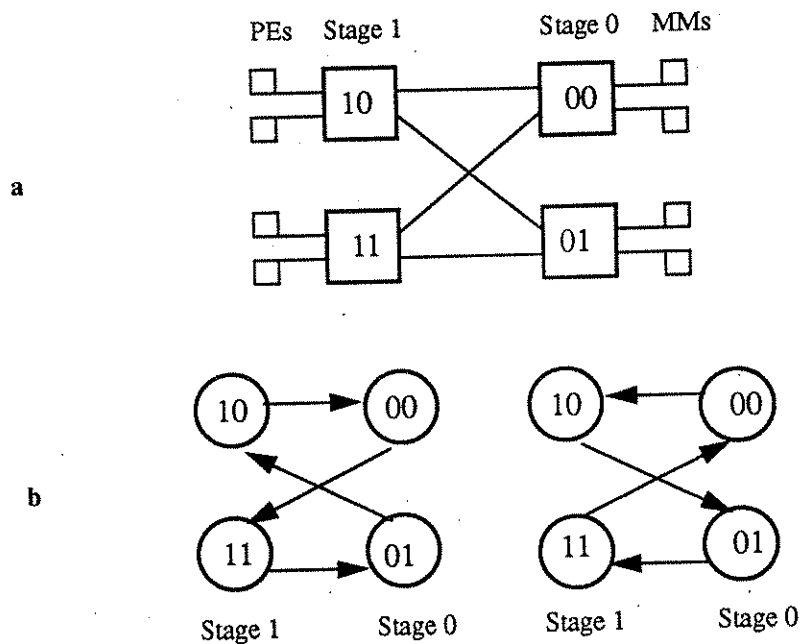 PEs Stage 1 Stage 0 MMs
10 00
a
11 01
10 00 10 00
b
11 01 11 01
Stage 1 Stage 0 Stage 1 Stage 0